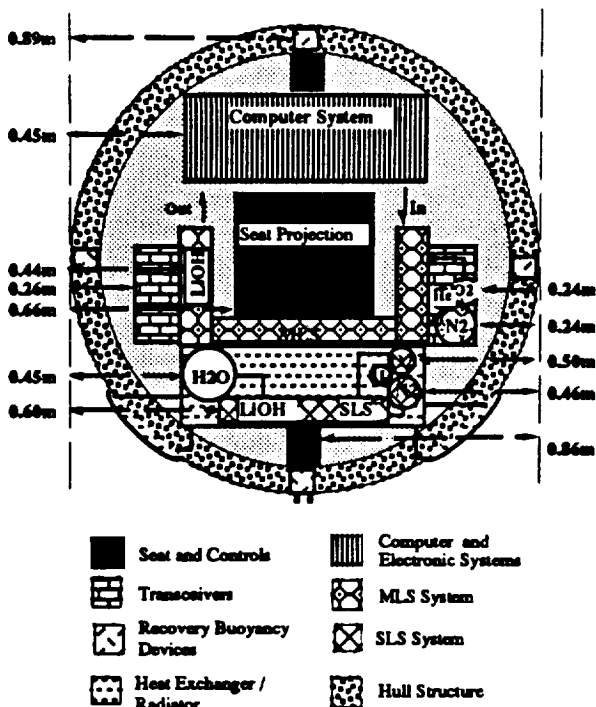 0.89m
Computer System
0.45m
Out
In
Seat Projection
0.44m
LiOH
0.26m
0.24m
0.66m
N2
0.24m
0.50m
0.45m
H2O
0.46m
0.60m
LiOH
SLS
0.86m
Seat and Controls
Computer and
Electronic Systems
Transceivers
MLS System
Recovery Buoyancy
Devices
SLS System
Heat Exchanger /
Radiator
Hull Structure